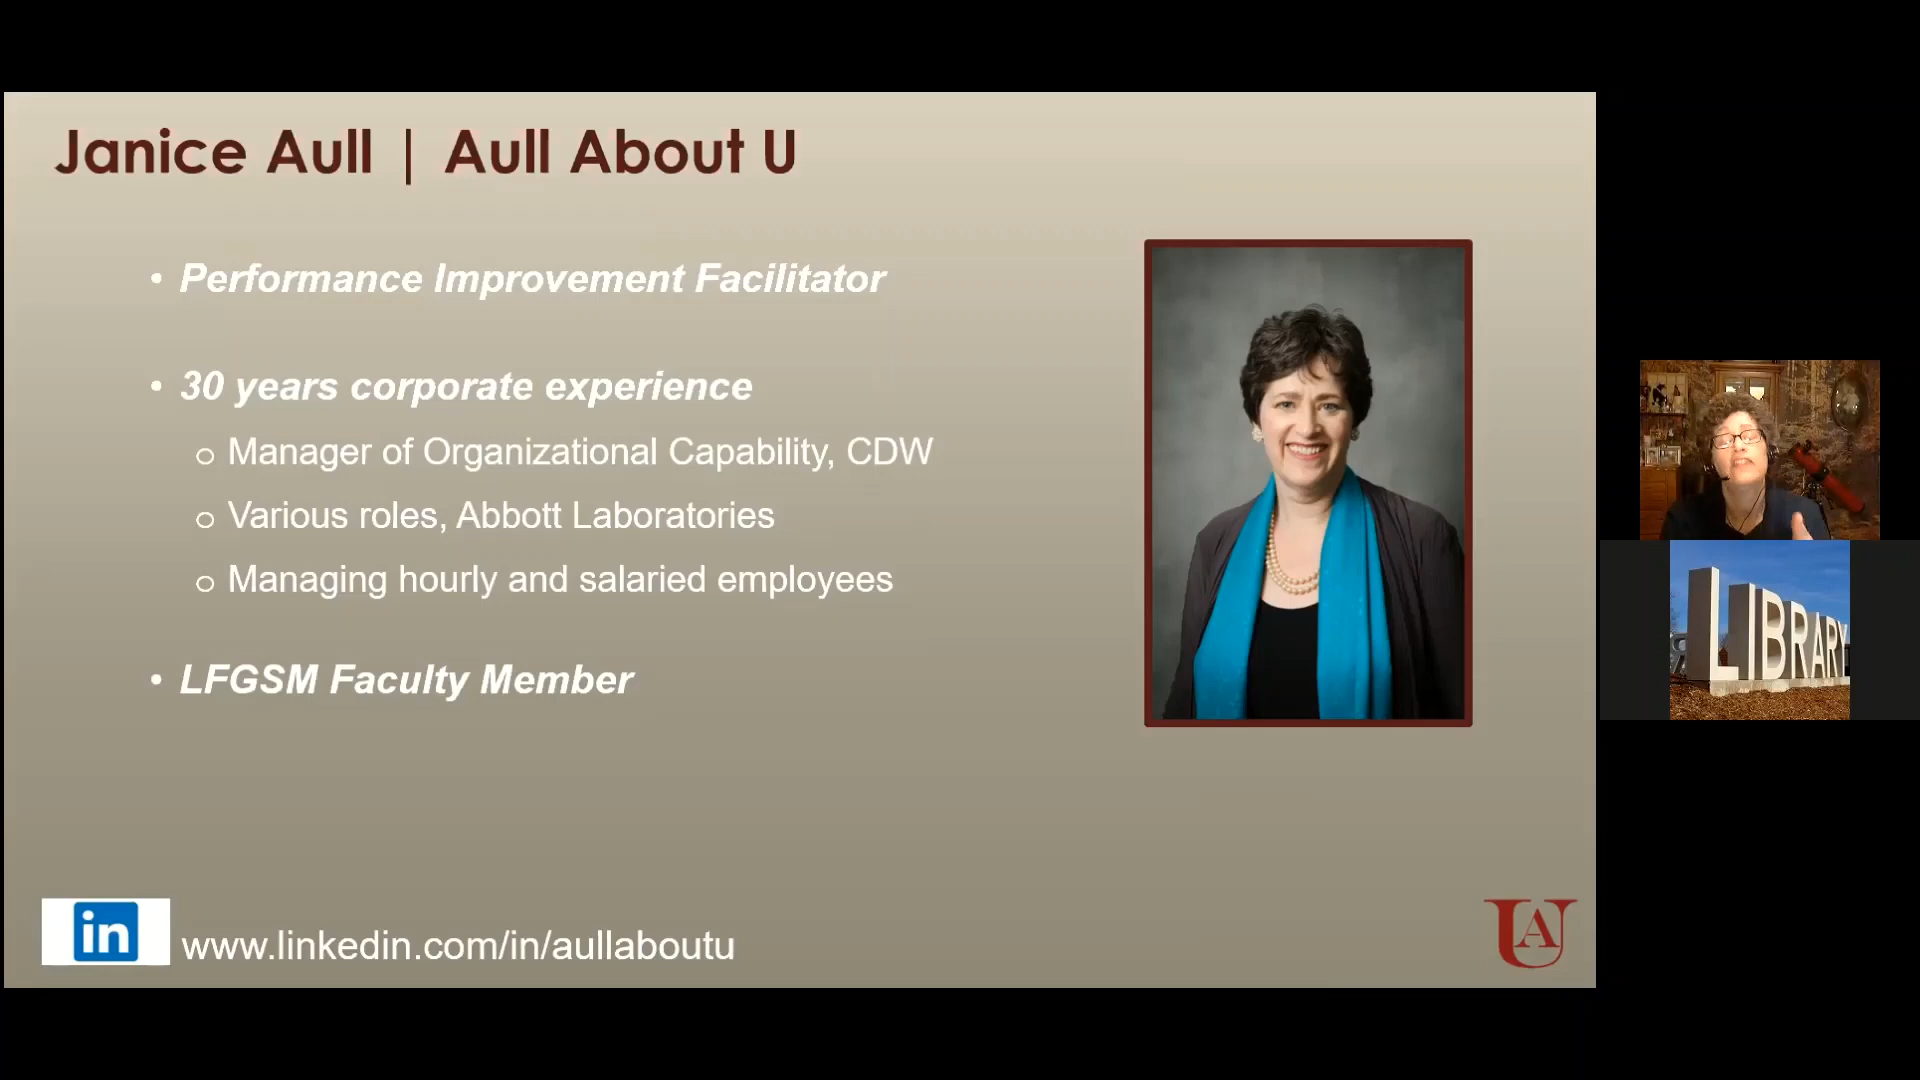 Janice Aull | Aull About U
• Performance Improvement Facilitator
• 30 years corporate experience
o Manager of Organizational Capability, CDW
o Various roles, Abbott Laboratories
o Managing hourly and salaried employees
• LFGSM Faculty Member
in www.linkedin.com/in/aullaboutu
UA
LIBRARY